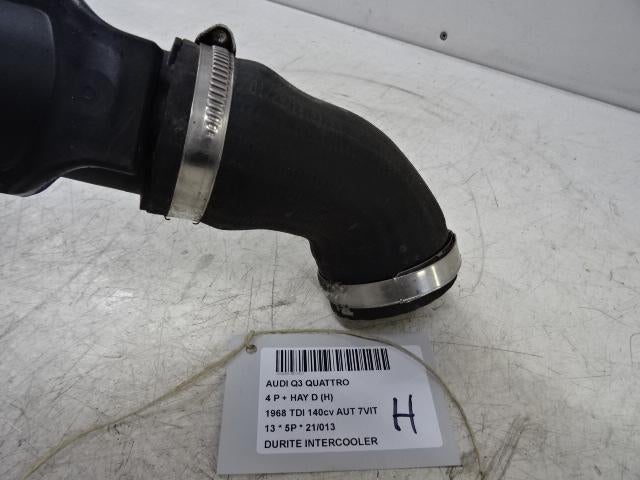 AUDI Q3 QUATTRO
4 P + HAY D (H)
1968 TDI 140cv AUT 7VIT
13 * 5P * 21/013
DURITE INTERCOOLER
H